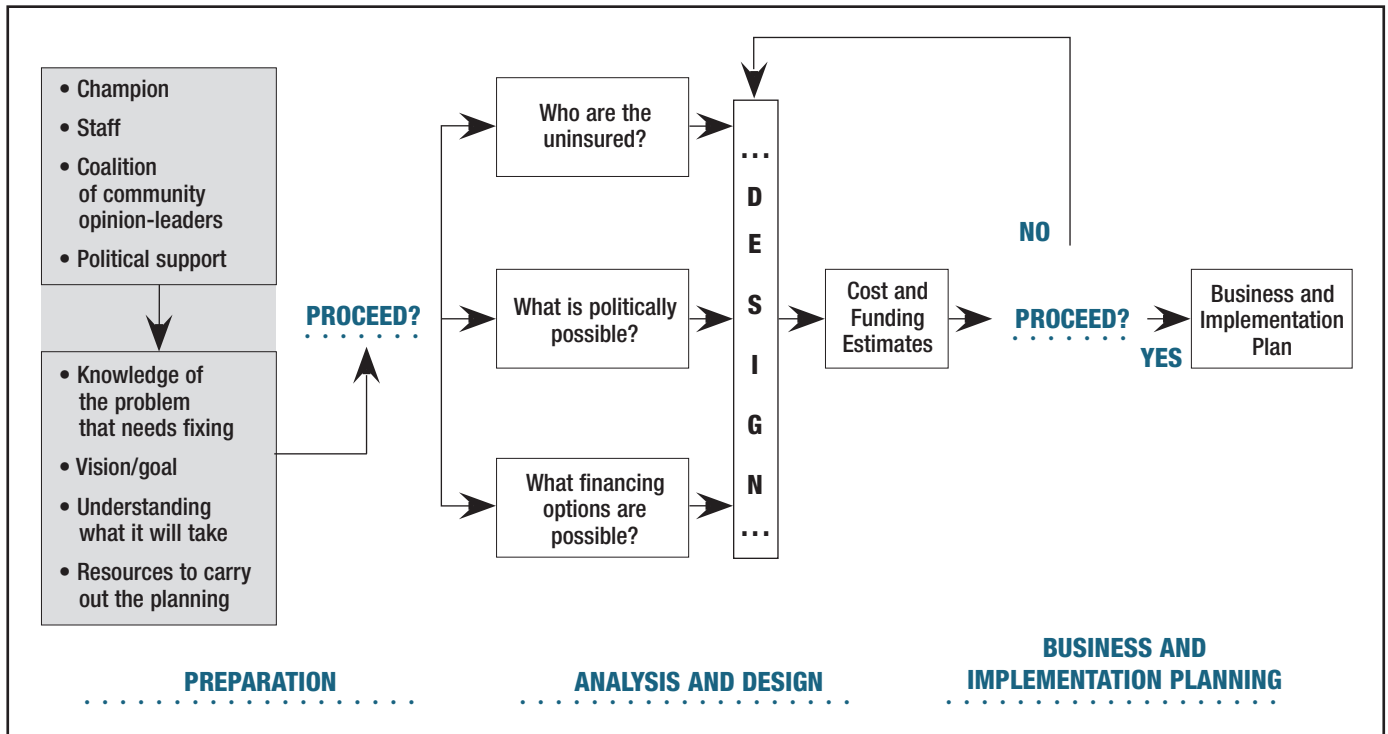 • Champion
• Staff
• Coalition
of community
opinion-leaders
• Political support
• Knowledge of
the problem
that needs fixing
• Vision/goal
• Understanding
what it will take
• Resources to carry
out the planning
PROCEED?
Who are the
uninsured?
What is politically
possible?
What financing
options are
possible?
...
D
E
S
I
G
N
...
Cost and
Funding
Estimates
NO
PROCEED?
YES
Business and
Implementation
Plan
PREPARATION
ANALYSIS AND DESIGN
BUSINESS AND
IMPLEMENTATION PLANNING